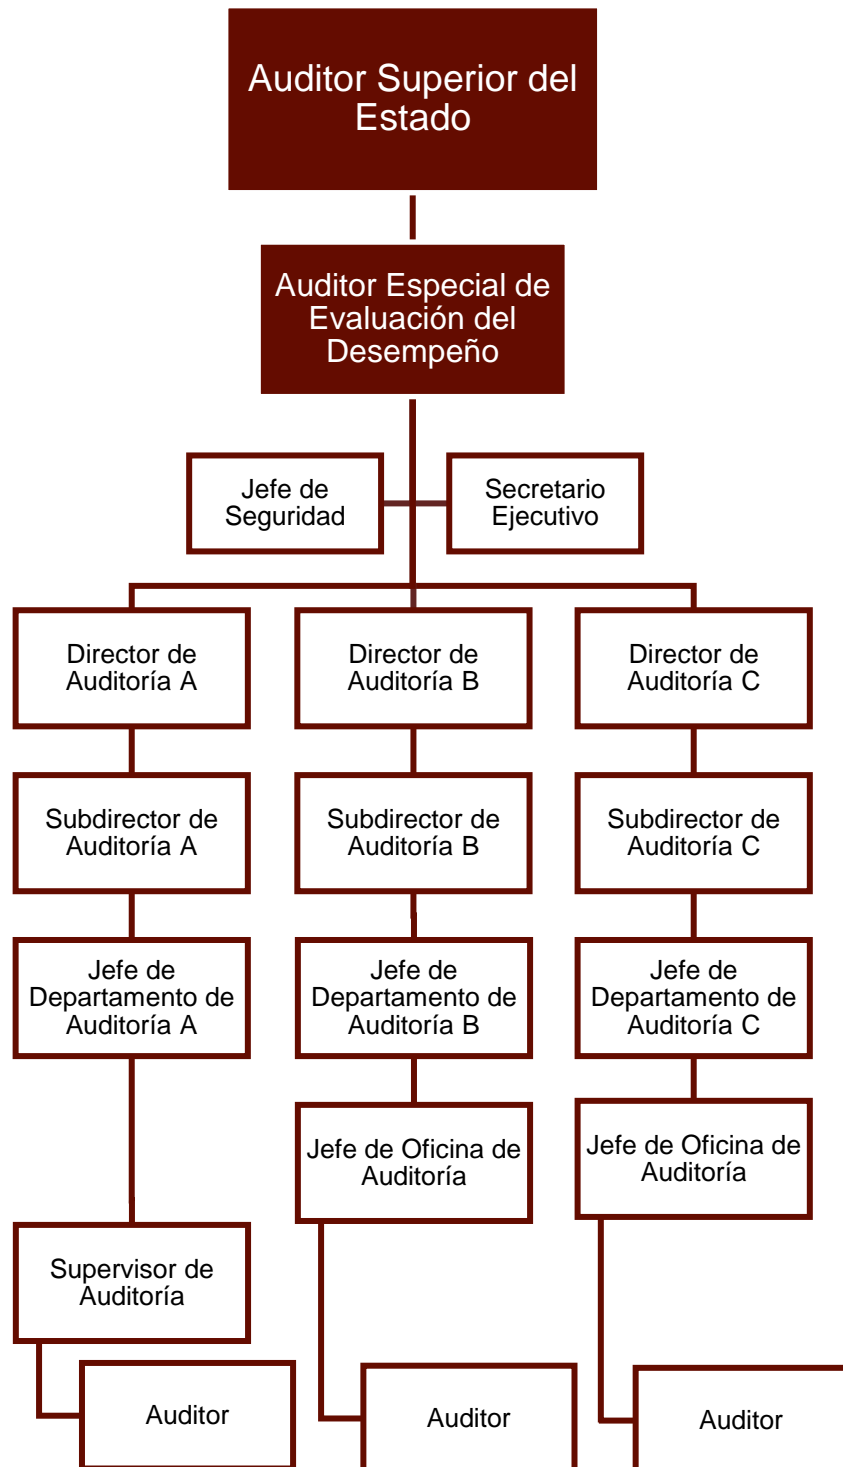 Auditor Superior del
Estado
Auditor Especial de
Evaluación del
Desempeño
Jefe de
Seguridad
Secretario
Ejecutivo
Director de
Auditoría A
Director de
Auditoría B
Director de
Auditoría C
Subdirector de
Auditoría A
Subdirector de
Auditoría B
Subdirector de
Auditoría C
Jefe de
Departamento de
Auditoría A
Jefe de
Departamento de
Auditoría B
Jefe de
Departamento de
Auditoría C
Jefe de Oficina de
Auditoría
Jefe de Oficina de
Auditoría
Supervisor de
Auditoría
Auditor
Auditor
Auditor